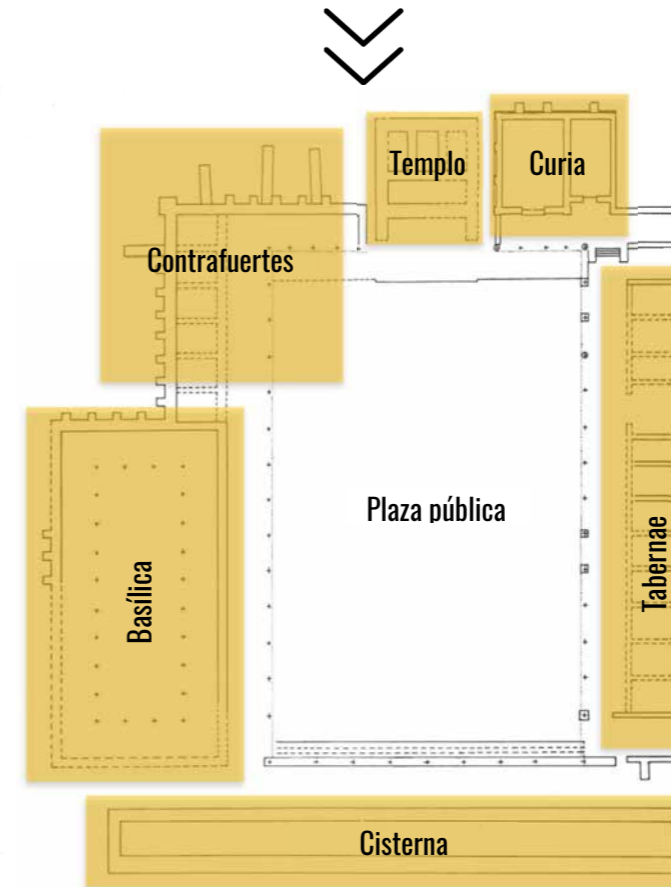 Templo
Curia
Contrafuertes
Plaza pública
Tabernae
Basílica
Cisterna